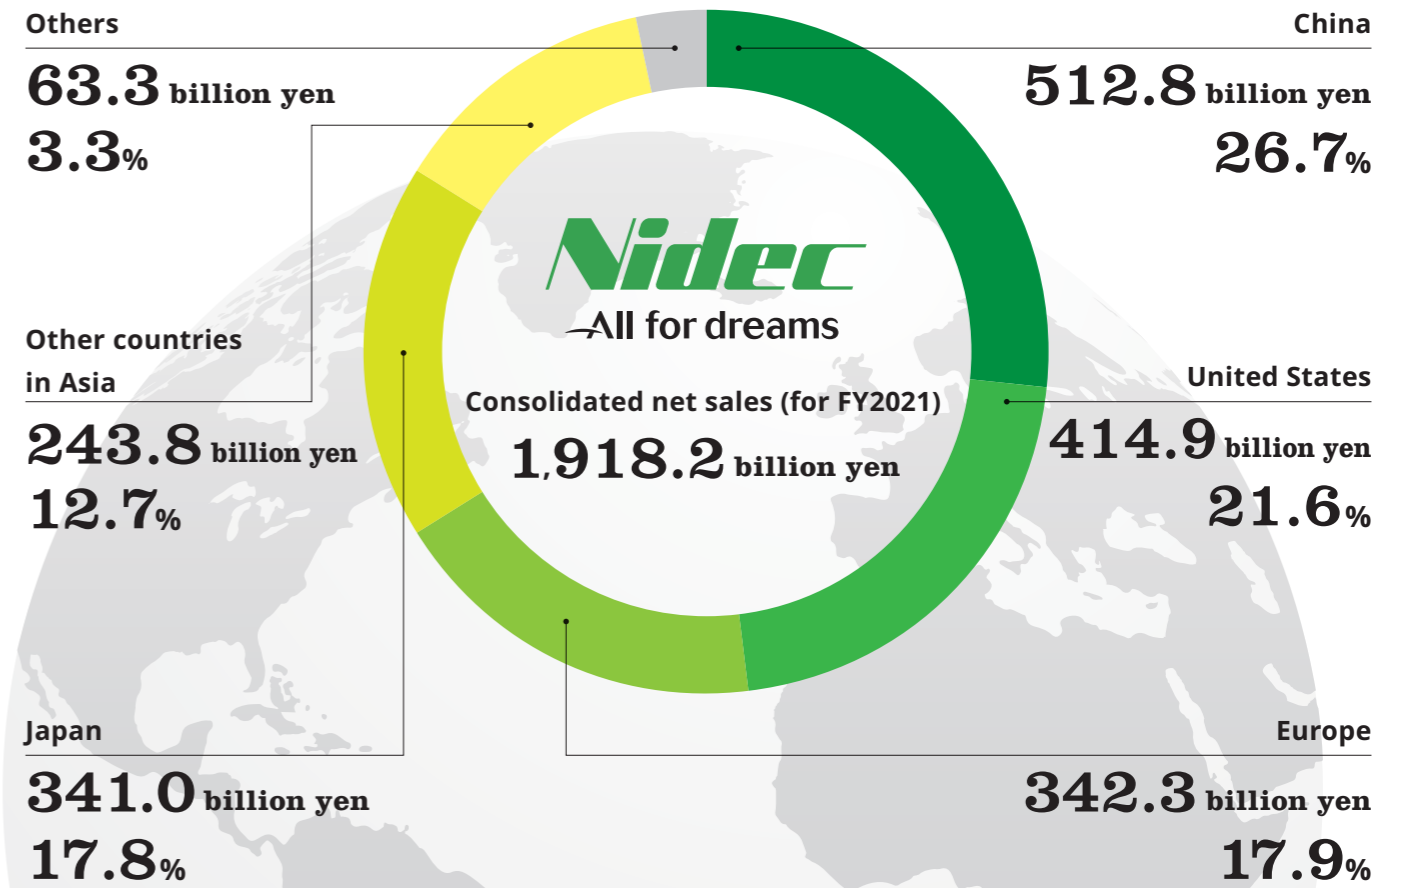 Others
63.3 billion yen
3.3%
China
512.8 billion yen
26.7%
Nidec
All for dreams
Consolidated net sales (for FY2021)
1,918.2 billion yen
Other countries
in Asia
243.8 billion yen
12.7%
United States
414.9 billion yen
21.6%
Japan
341.0 billion yen
17.8%
Europe
342.3 billion yen
17.9%